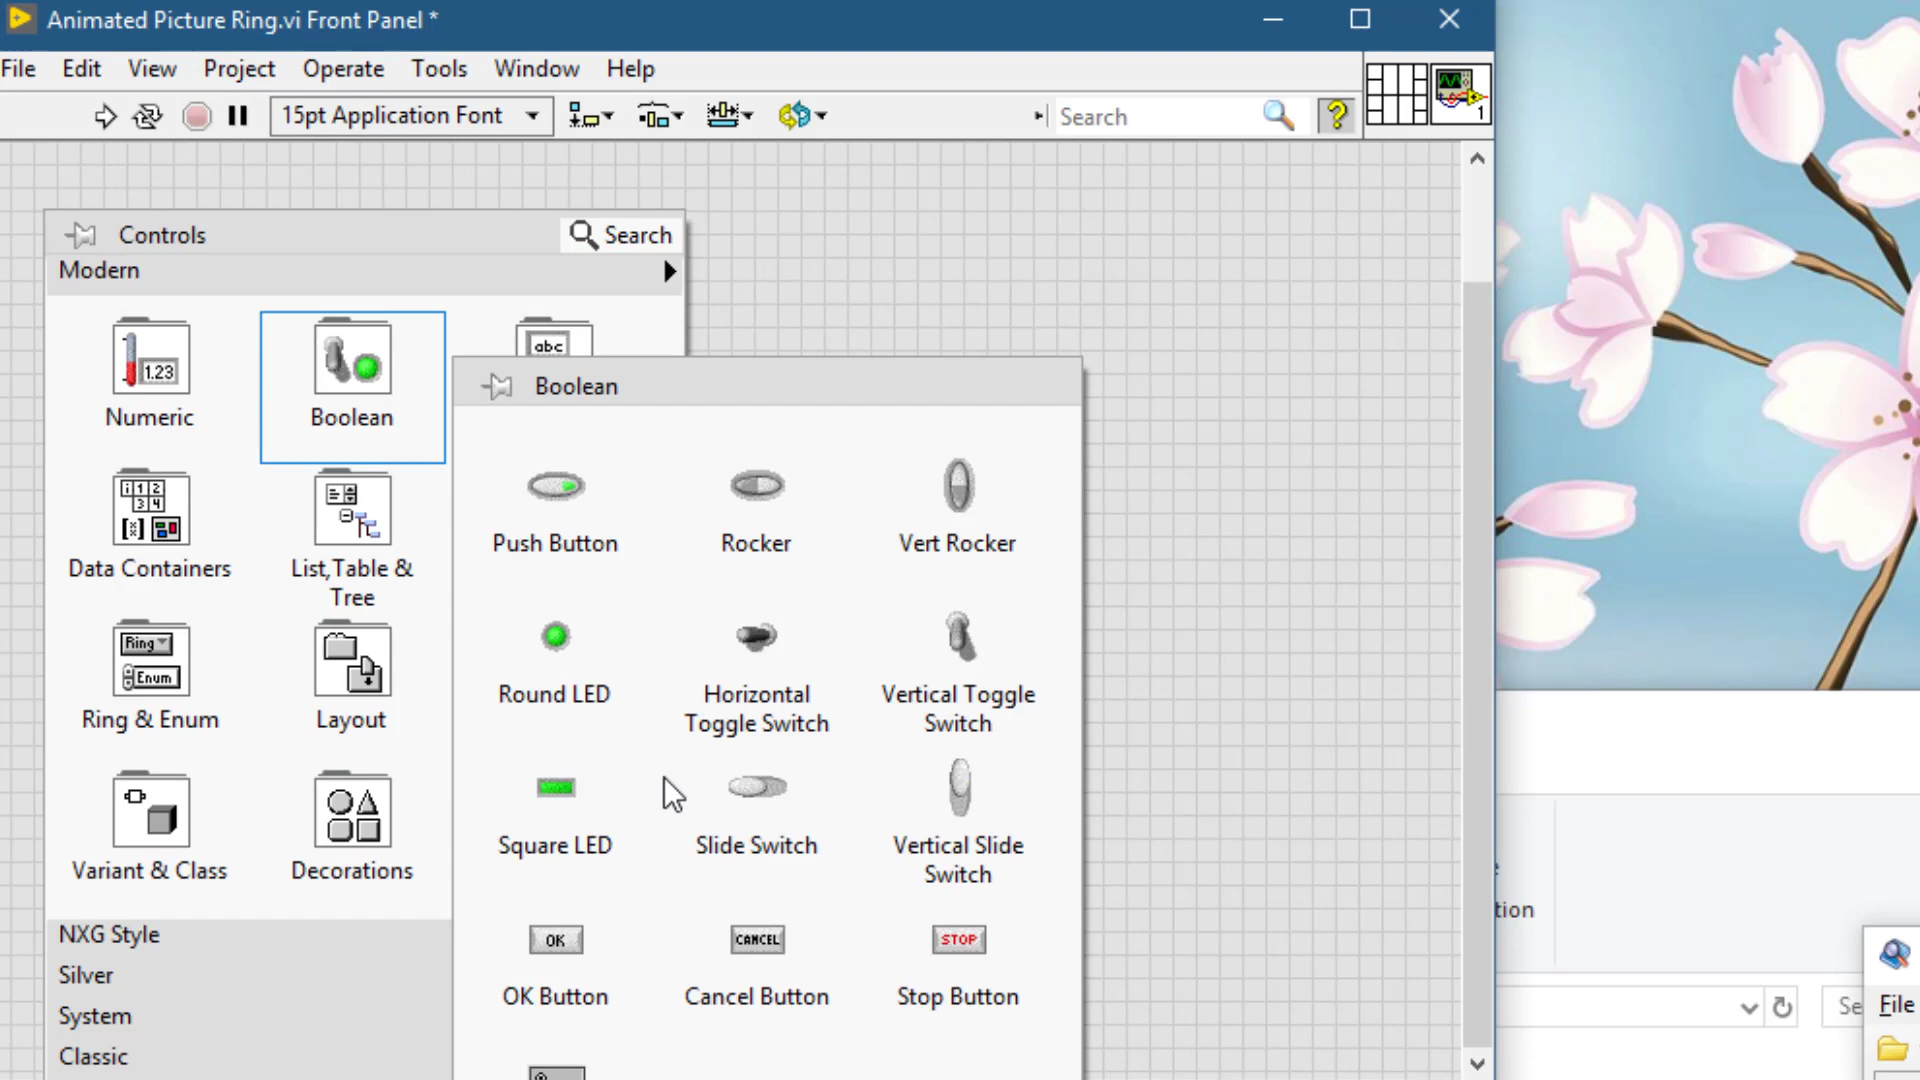 Animated Picture Ring.vi Front Panel *
File Edit View Project Operate Tools Window Help
15pt Application Font
Search
?
1
Controls
Search
Modern
1.23
abc
Numeric
Boolean
Boolean
Push Button
Rocker
Vert Rocker
Data Containers
List,Table &
Tree
Ring
Enum
Ring & Enum
Layout
Round LED
Horizontal
Toggle Switch
Vertical Toggle
Switch
Square LED
Slide Switch
Vertical Slide
Switch
Variant & Class
Decorations
NXG Style
Silver
System
Classic
OK
CANCEL
STOP
OK Button
Cancel Button
Stop Button
tion
Se
File